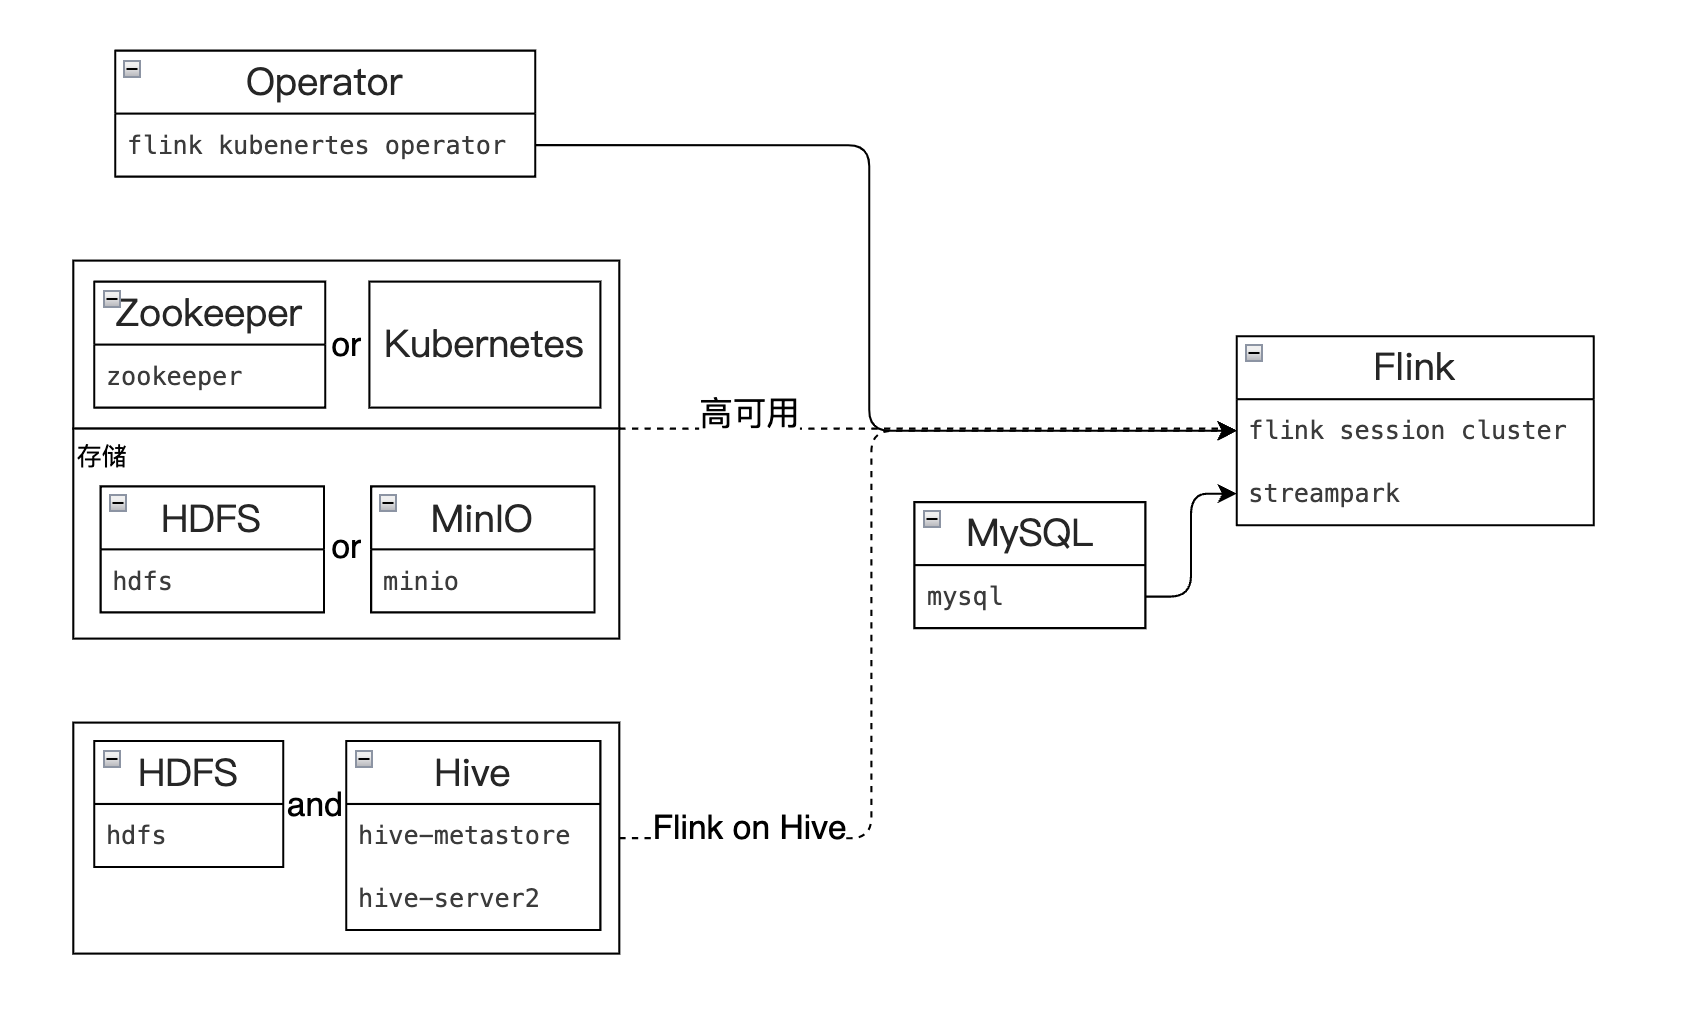 Operator
flink kubenertes operator
Zookeeper
zookeeper
or
Kubernetes
高可用
存储
HDFS
hdfs
or
MinIO
minio
HDFS
hdfs
and
Hive
hive-metastore
hive-server2
Flink on Hive
MySQL
mysql
Flink
flink session cluster
streampark